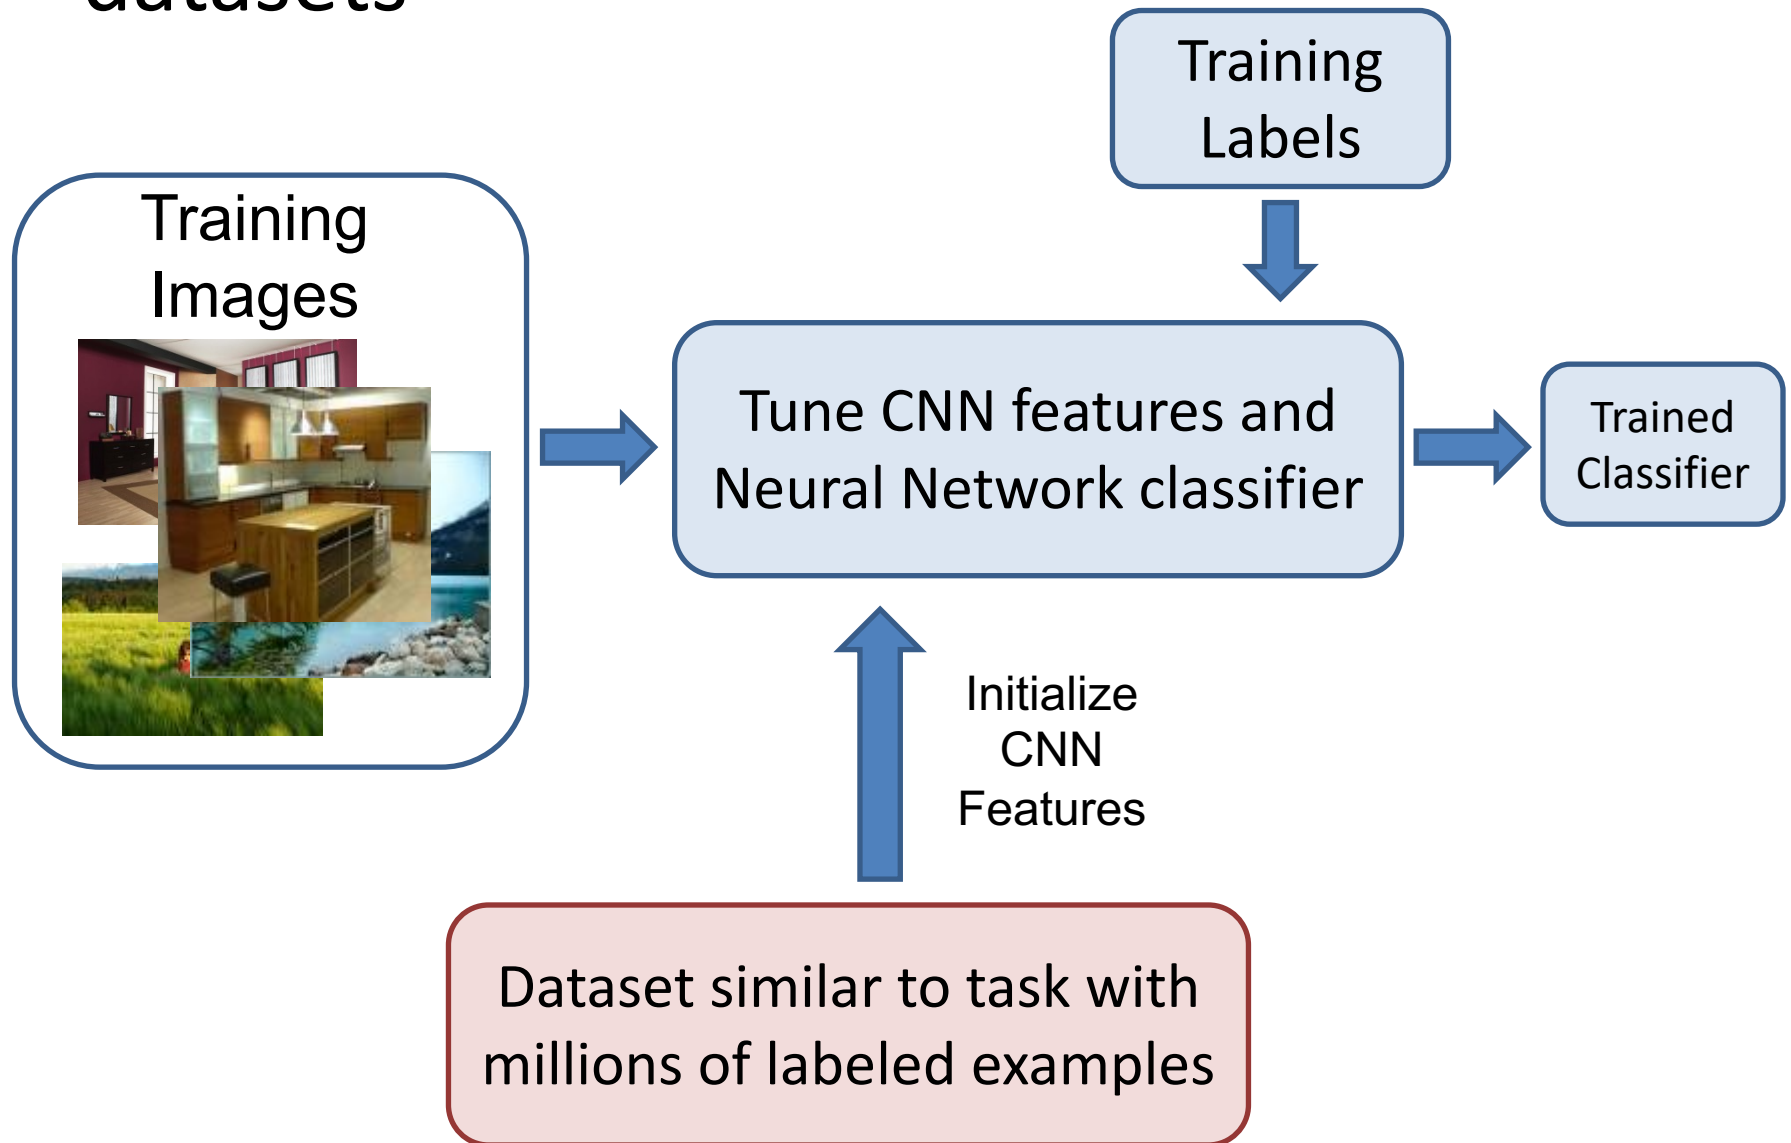 datasets
Training
Labels
Training
Images
Tune CNN features and
Neural Network classifier
Trained
Classifier
Initialize
CNN
Features
Dataset similar to task with
millions of labeled examples